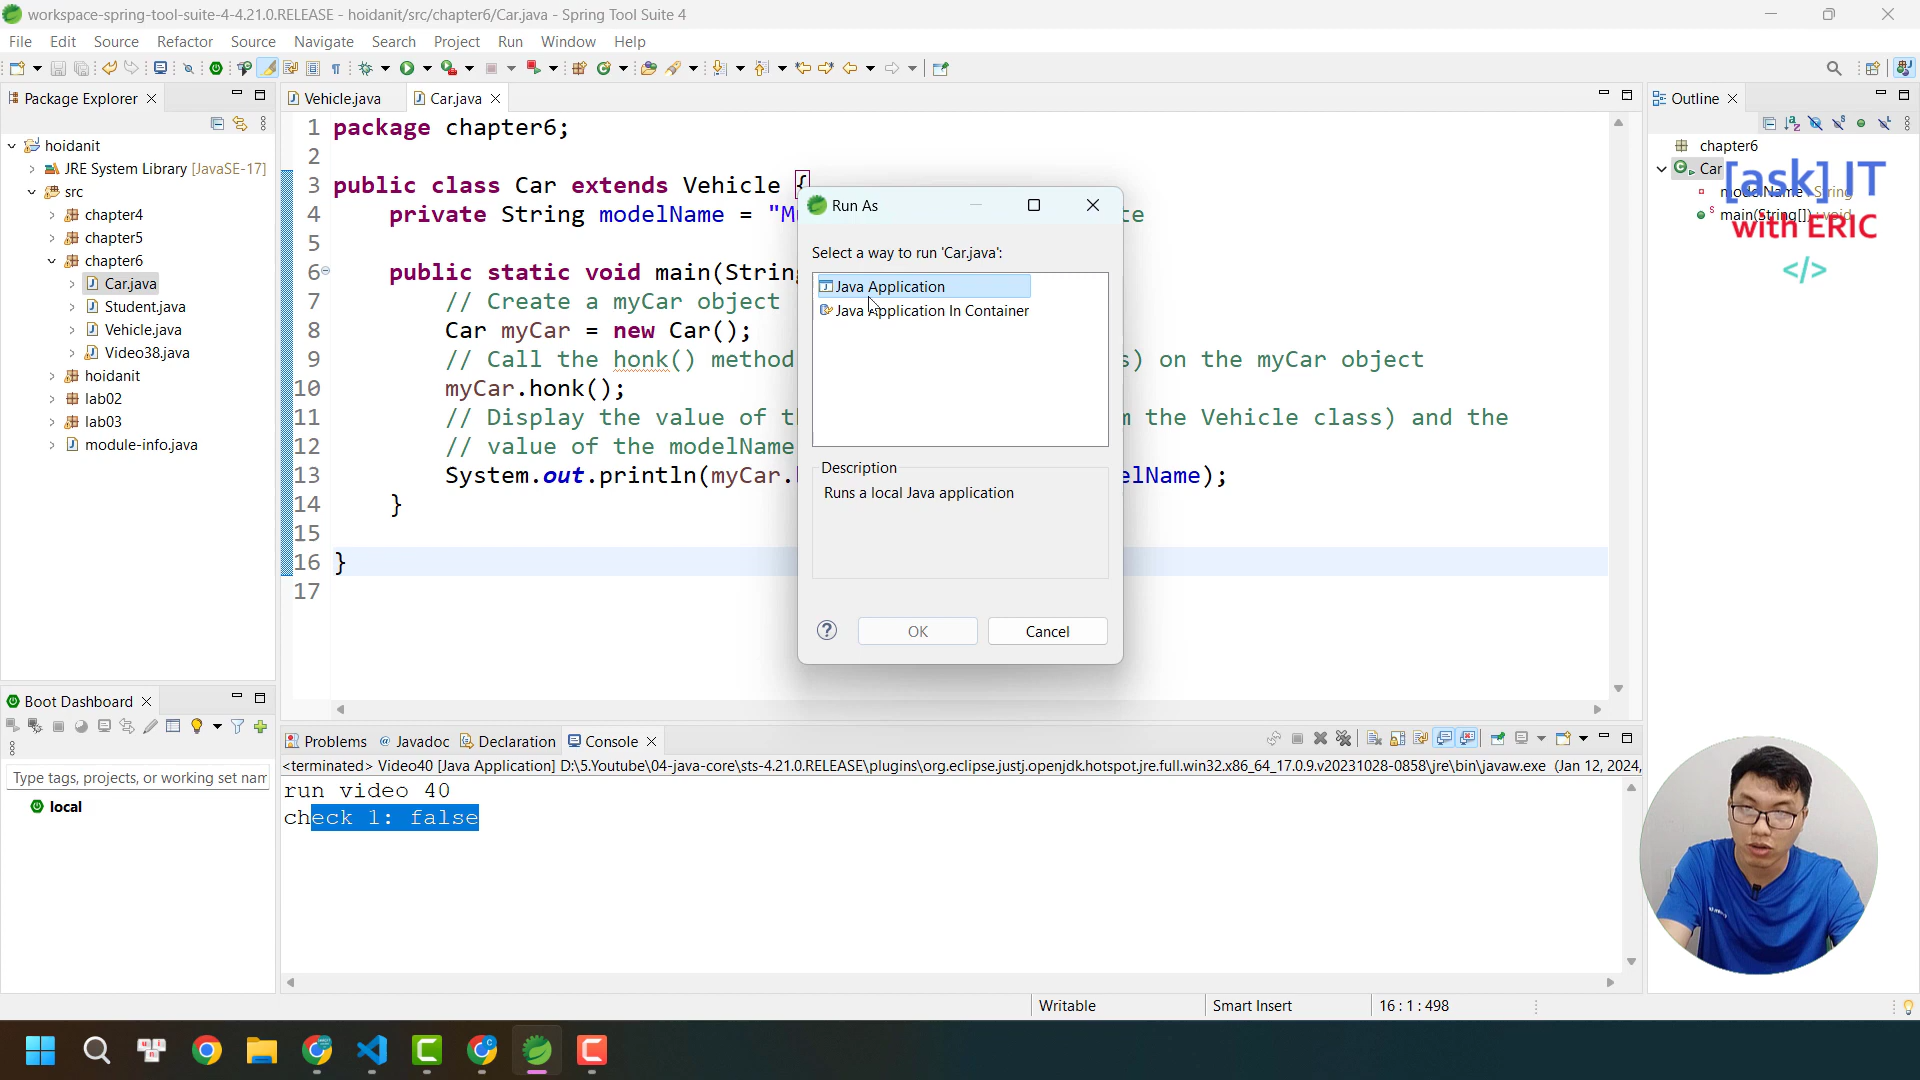 workspace-spring-tool-suite-4-4.21.0.RELEASE - hoidanit/src/chapter6/Car.java - Spring Tool Suite 4
File Edit Source Refactor Source Navigate Search Project Run Window Help
Package Explorer
hoidanit
JRE System Library [JavaSE-17]
src
chapter4
chapter5
chapter6
Car.java
Student.java
Vehicle.java
Video38.java
hoidanit
lab02
lab03
module-info.java
Boot Dashboard
Type tags, projects, or working set nam
local
Vehicle.java Car.java
1 package chapter6;
2
3 public class Car extends Vehicle {
4 private String modelName = "M te
5
6 public static void main(String
7 // Create a myCar object
8 Car myCar = new Car();
9 // Call the honk() method s) on the myCar object
10 myCar.honk();
11 // Display the value of t m the Vehicle class) and the
12 // value of the modelName
13 System.out.println(myCar. elName);
14 }
15
16 }
17
Run As
Select a way to run 'Car.java':
Java Application
Java Application In Container
Description
Runs a local Java application
OK Cancel
Problems Javadoc Declaration Console
<terminated> Video40 [Java Application] D:\5.Youtube\04-java-core\sts-4.21.0.RELEASE\plugins\org.eclipse.justj.openjdk.hotspot.jre.full.win32.x86_64_17.0.9.v20231028-0858\jre\bin\javaw.exe (Jan 12, 2024,
run video 40
check 1: false
Outline
chapter6
Car
modelName : String
main(String[]) : void
[ask] IT
with ERIC
</>
Writable Smart Insert 16 : 1 : 498